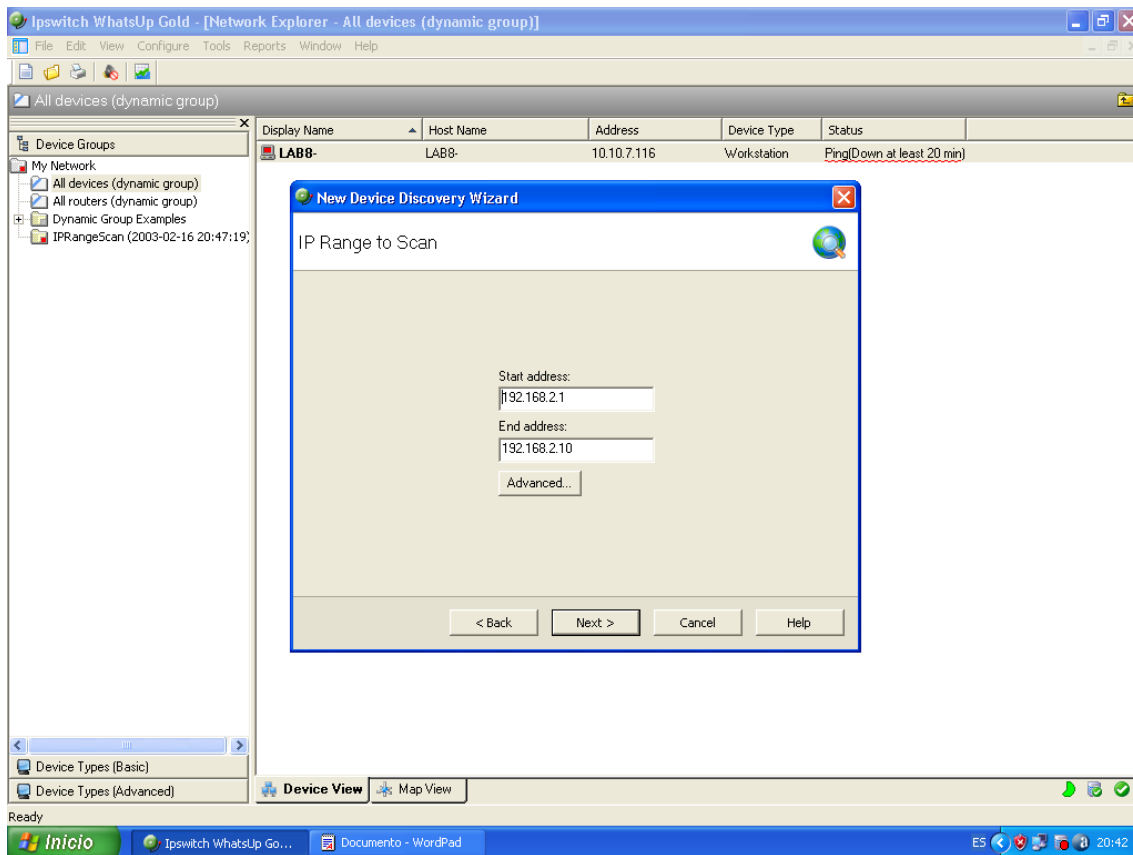 Ipswitch WhatsUp Gold - [Network Explorer - All devices (dynamic group)]
File Edit View Configure Tools Reports Window Help
All devices (dynamic group)
Device Groups
My Network
All devices (dynamic group)
All routers (dynamic group)
Dynamic Group Examples
IPRangeScan (2003-02-16 20:47:19)
Device Types (Basic)
Device Types (Advanced)
Display Name Host Name Address Device Type Status
LAB8- LAB8- 10.10.7.116 Workstation Ping(Down at least 20 min)
New Device Discovery Wizard
IP Range to Scan
Start address:
192.168.2.1
End address:
192.168.2.10
Advanced...
< Back Next > Cancel Help
Device View Map View
Ready
Inicio Ipswitch WhatsUp Go... Documento - WordPad ES 20:42